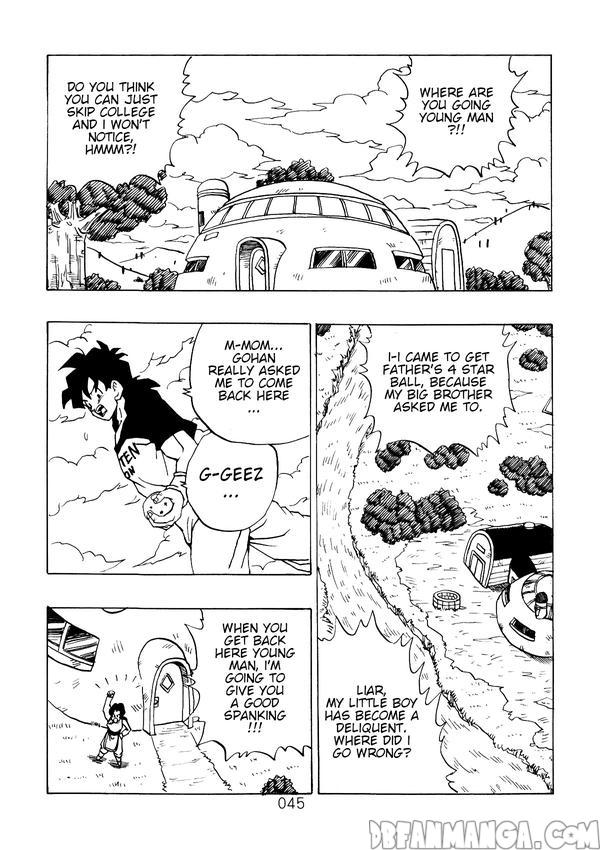 WHERE ARE
YOU GOING
YOUNG MAN
?!!
DO YOU THINK
YOU CAN JUST
SKIP COLLEGE
AND I WON'T
NOTICE,
HMMM?!
I-I CAME TO GET
FATHER'S 4 STAR
BALL, BECAUSE
MY BIG BROTHER
ASKED ME TO.
LIAR,
MY LITTLE BOY
HAS BECOME A
DELIQUENT.
WHERE DID I
GO WRONG?
M-MOM...
GOHAN
REALLY ASKED
ME TO COME
BACK HERE
...
G-GEEZ
...
TEN
ON
WHEN YOU
GET BACK
HERE YOUNG
MAN, I'M
GOING TO
GIVE YOU
A GOOD
SPANKING
!!!
045
DBFANMANGA.COM